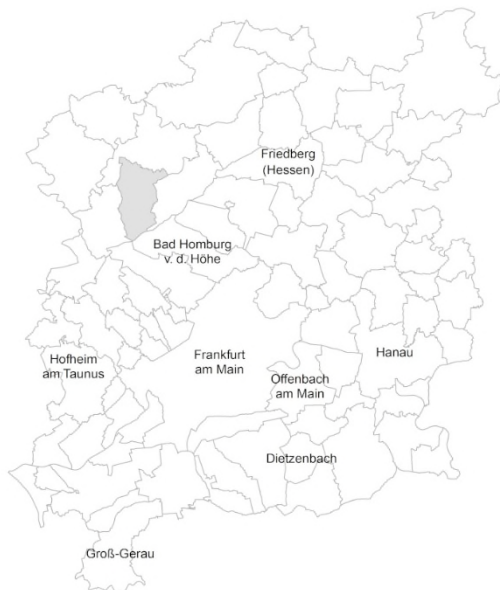 Friedberg
(Hessen)
Bad Homburg
v. d. Höhe
Frankfurt
am Main
Hanau
Hofheim
am Taunus
Offenbach
am Main
Dietzenbach
Groß-Gerau